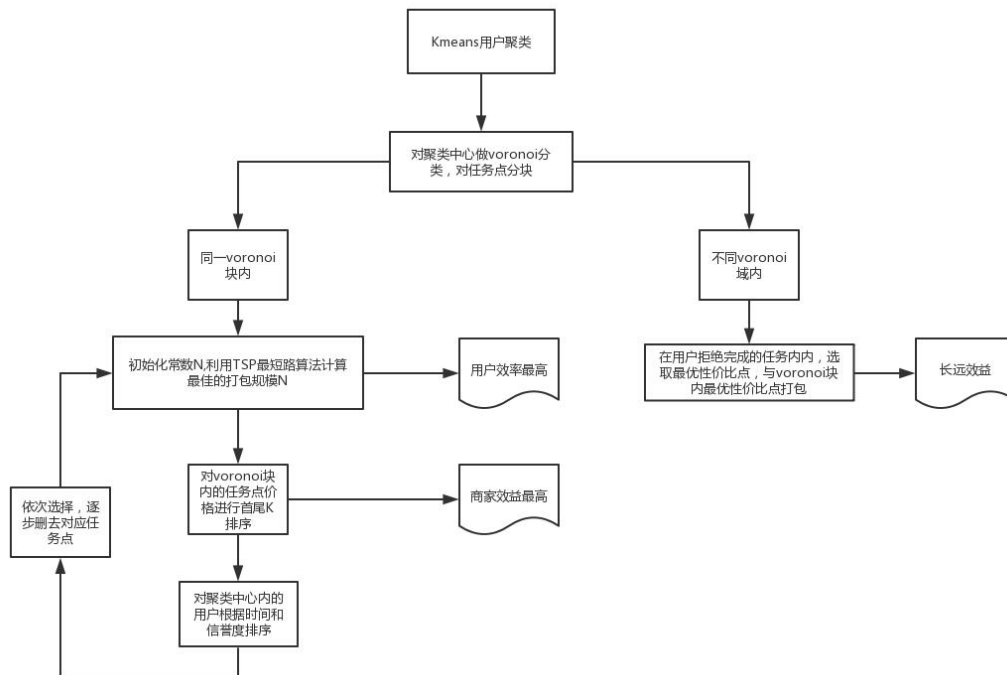 Kmeans用户聚类
对聚类中心做voronoi分
类，对任务点分块
同一voronoi
块内
不同voronoi
域内
初始化常数N,利用TSP最短路算法计算
最佳的打包规模N
用户效率最高
在用户拒绝完成的任务内内，选
取最优性价比点，与voronoi块
内最优性价比点打包
长远效益
对voronoi块
内的任务点价
格进行首尾K
排序
商家效益最高
依次选择，逐
步删去对应任
务点
对聚类中心内的
用户根据时间和
信誉度排序